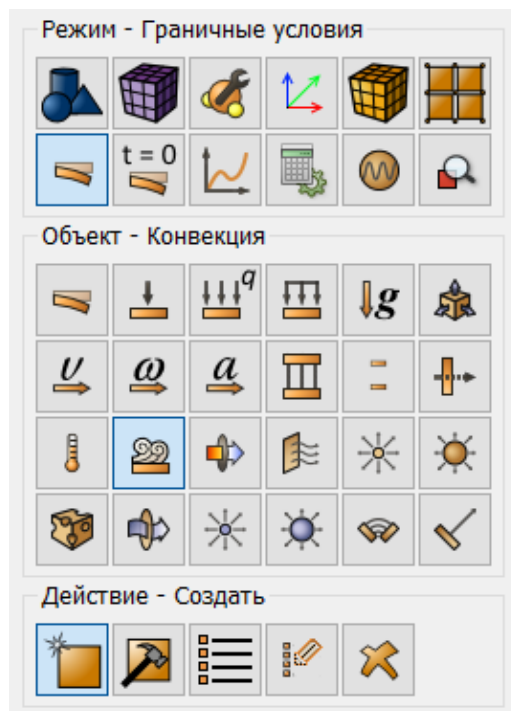 Режим - Граничные условия
t = 0
Объект - Конвекция
q
g
v
ω
a
Действие - Создать